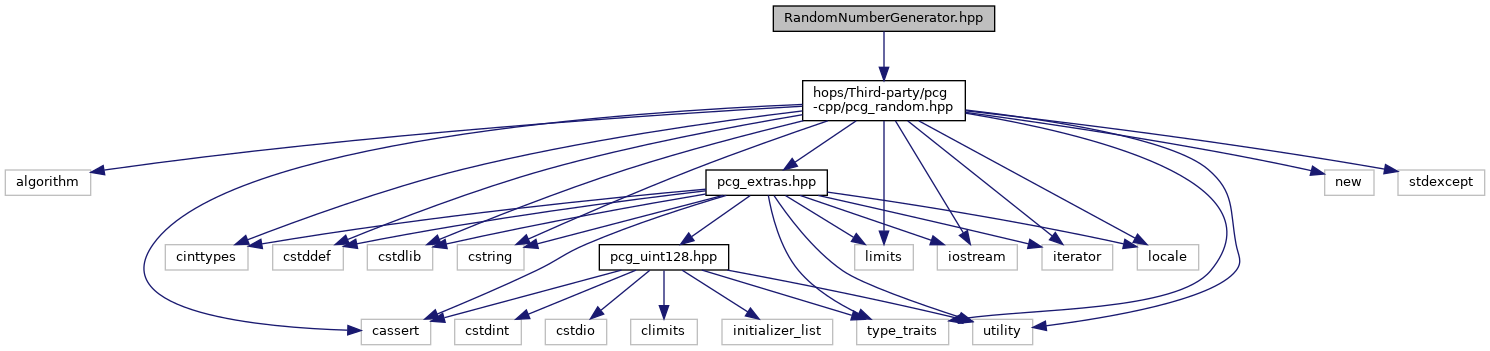 RandomNumberGenerator.hpp
hops/Third-party/pcg
-cpp/pcg_random.hpp
algorithm
pcg_extras.hpp
new
stdexcept
cinttypes
cstddef
cstdlib
cstring
pcg_uint128.hpp
limits
iostream
iterator
locale
cassert
cstdint
cstdio
climits
initializer_list
type_traits
utility